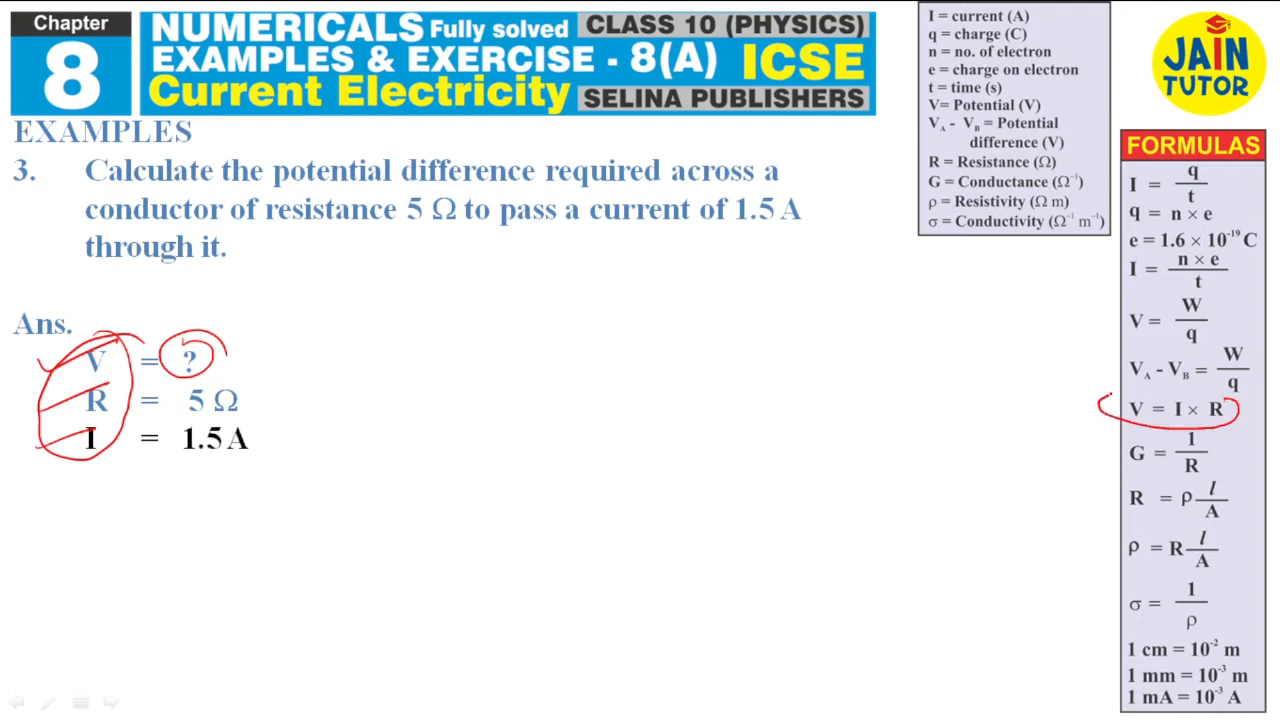 Chapter
8
NUMERICALS Fully solved CLASS 10 (PHYSICS)
EXAMPLES & EXERCISE - 8(A) ICSE
Current Electricity SELINA PUBLISHERS
EXAMPLES
3. Calculate the potential difference required across a
conductor of resistance 5 Ω to pass a current of 1.5 A
through it.
Ans.
V = ?
R = 5 Ω
I = 1.5 A
I = current (A)
q = charge (C)
n = no. of electron
e = charge on electron
t = time (s)
V= Potential (V)
V_A - V_B = Potential
difference (V)
R = Resistance (Ω)
G = Conductance (Ω⁻¹)
ρ = Resistivity (Ω m)
σ = Conductivity (Ω⁻¹ m⁻¹)
JAIN
TUTOR
FORMULAS
I = q/t
q = n × e
e = 1.6 × 10⁻¹⁹ C
I = n × e/t
V = W/q
V_A - V_B = W/q
V = I × R
G = 1/R
R = ρ l/A
ρ = R l/A
σ = 1/ρ
1 cm = 10⁻² m
1 mm = 10⁻³ m
1 mA = 10⁻³ A